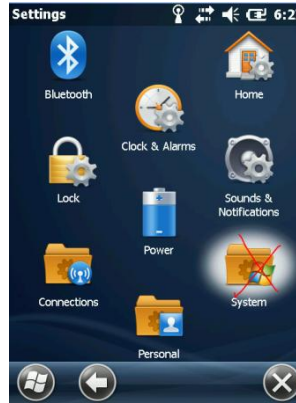 Settings 6:2
Bluetooth
Home
Clock & Alarms
Lock
Sounds &
Notifications
Power
Connections
System
Personal